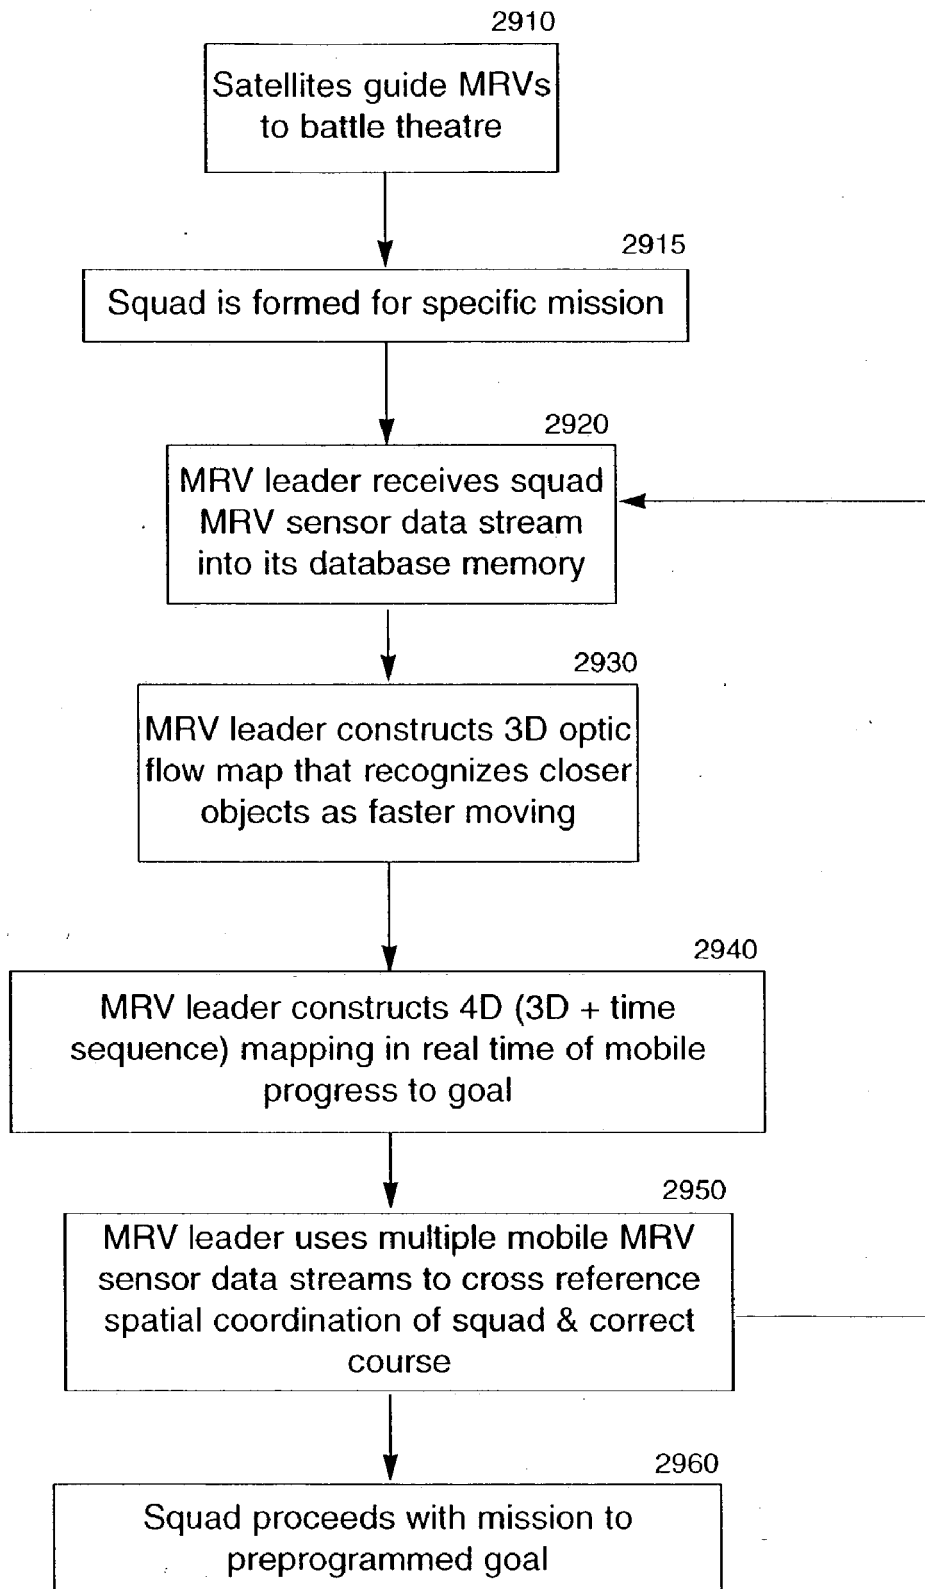 2910
Satellites guide MRVs
to battle theatre
2915
Squad is formed for specific mission
2920
MRV leader receives squad
MRV sensor data stream
into its database memory
2930
MRV leader constructs 3D optic
flow map that recognizes closer
objects as faster moving
2940
MRV leader constructs 4D (3D + time
sequence) mapping in real time of mobile
progress to goal
2950
MRV leader uses multiple mobile MRV
sensor data streams to cross reference
spatial coordination of squad & correct
course
2960
Squad proceeds with mission to
preprogrammed goal